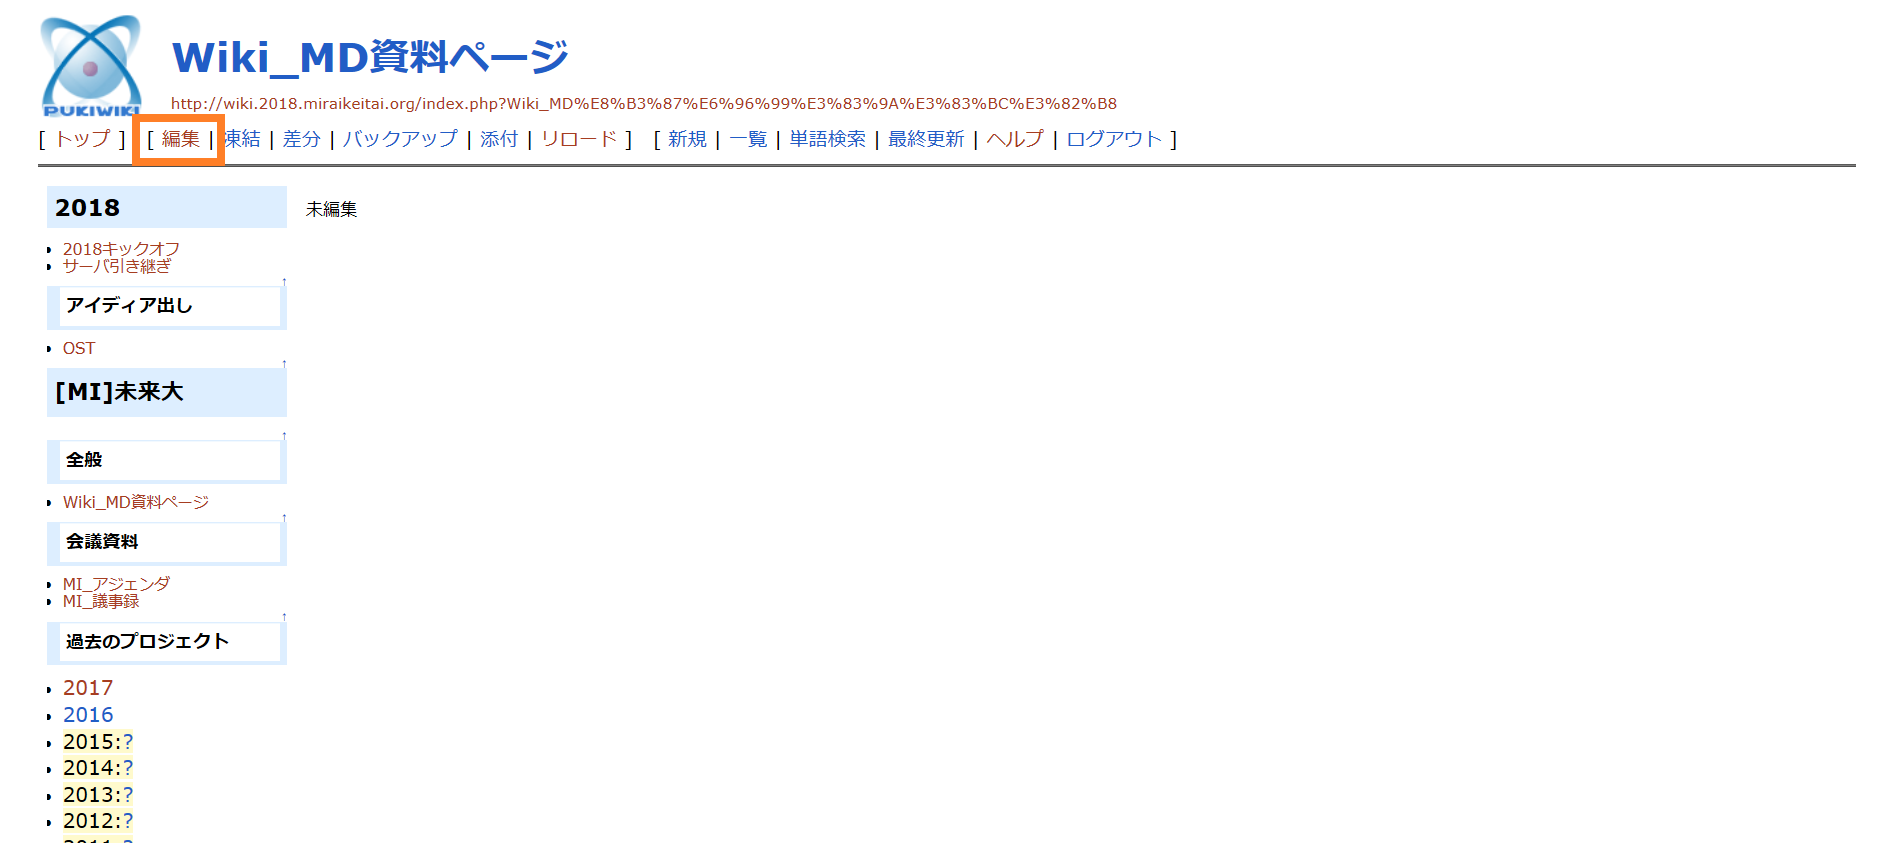 PUKIWIKI
Wiki_MD資料ページ
http://wiki.2018.miraikeitai.org/index.php?Wiki_MD%E8%B3%87%E6%96%99%E3%83%9A%E3%83%BC%E3%82%B8
[ トップ ] [ 編集 | 凍結 | 差分 | バックアップ | 添付 | リロード ] [ 新規 | 一覧 | 単語検索 | 最終更新 | ヘルプ | ログアウト ]
2018
2018キックオフ
サーバ引き継ぎ
↑
アイディア出し
OST
↑
[MI]未来大
↑
全般
Wiki_MD資料ページ
↑
会議資料
MI_アジェンダ
MI_議事録
↑
過去のプロジェクト
2017
2016
2015:?
2014:?
2013:?
2012:?
2011:?
未編集